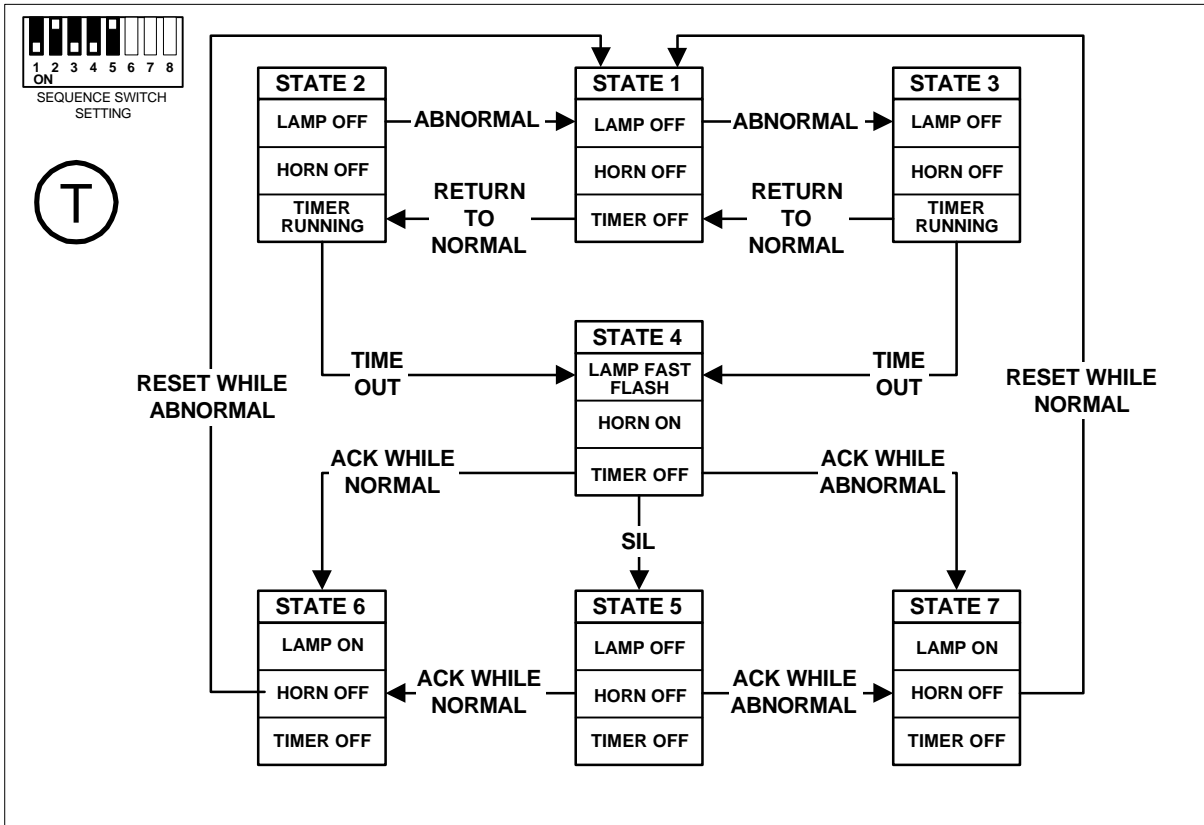 1 2 3 4 5 6 7 8
ON
SEQUENCE SWITCH
SETTING
T
STATE 2
LAMP OFF
HORN OFF
TIMER
RUNNING
ABNORMAL
RETURN
TO
NORMAL
STATE 1
LAMP OFF
HORN OFF
TIMER OFF
ABNORMAL
RETURN
TO
NORMAL
STATE 3
LAMP OFF
HORN OFF
TIMER
RUNNING
RESET WHILE
ABNORMAL
TIME
OUT
STATE 4
LAMP FAST
FLASH
HORN ON
TIMER OFF
TIME
OUT
RESET WHILE
NORMAL
ACK WHILE
NORMAL
SIL
ACK WHILE
ABNORMAL
STATE 6
LAMP ON
HORN OFF
TIMER OFF
ACK WHILE
NORMAL
STATE 5
LAMP OFF
HORN OFF
TIMER OFF
ACK WHILE
ABNORMAL
STATE 7
LAMP ON
HORN OFF
TIMER OFF